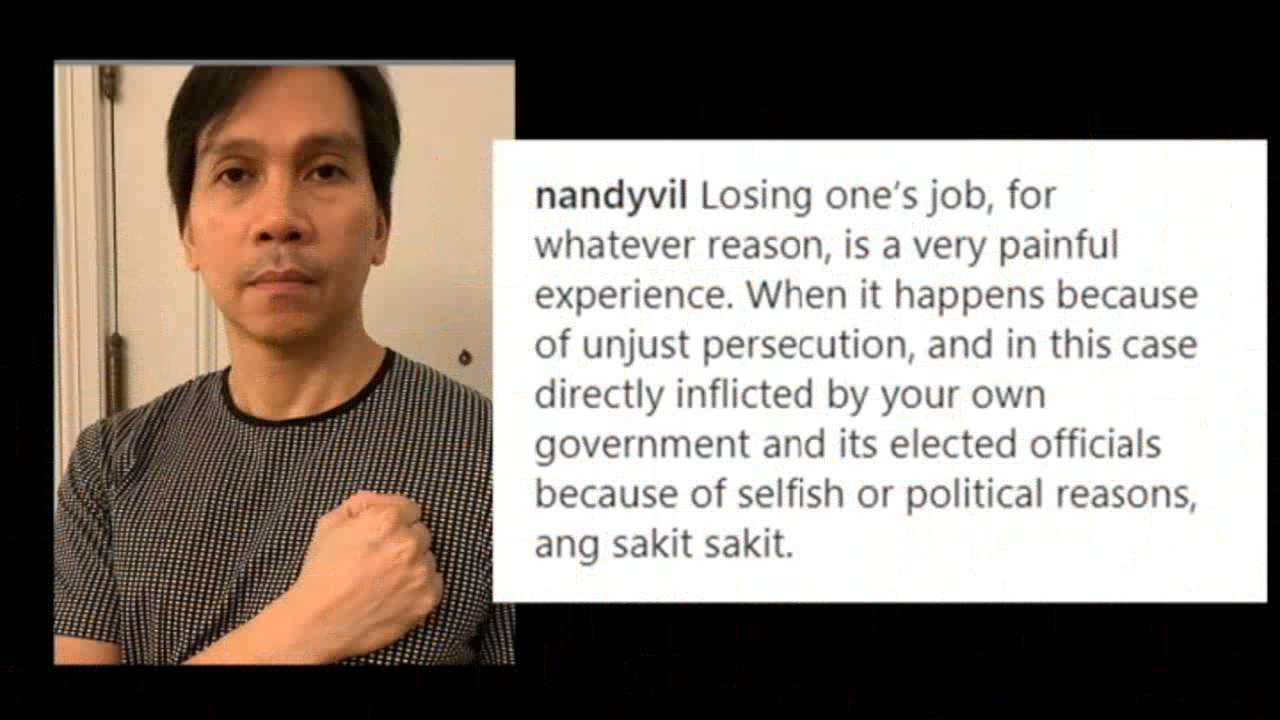 nandyvil Losing one's job, for
whatever reason, is a very painful
experience. When it happens because
of unjust persecution, and in this case
directly inflicted by your own
government and its elected officials
because of selfish or political reasons,
ang sakit sakit.